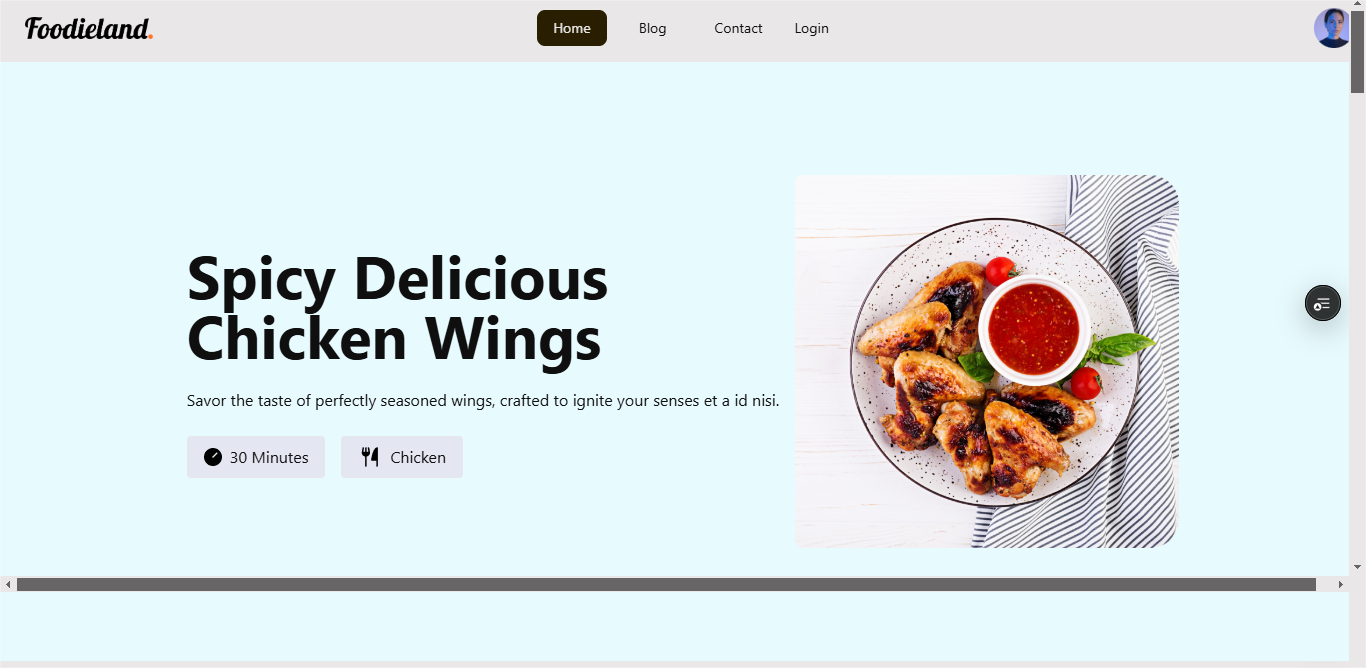 Foodieland.
Home Blog Contact Login
Spicy Delicious
Chicken Wings
Savor the taste of perfectly seasoned wings, crafted to ignite your senses et a id nisi.
30 Minutes Chicken